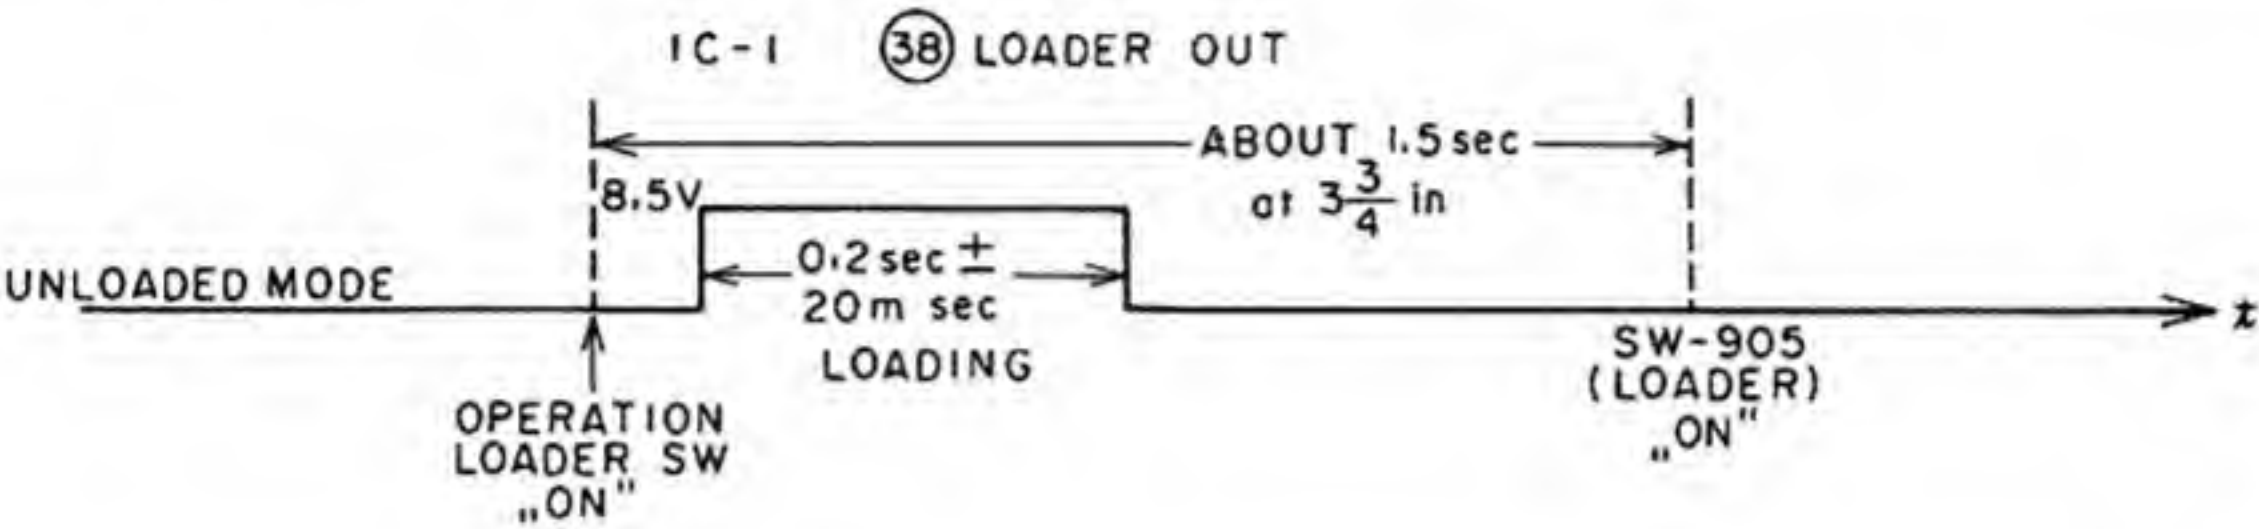 IC-1 38 LOADER OUT
ABOUT 1.5 sec
at 3 3/4 in
8.5V
0.2 sec ±
20m sec
UNLOADED MODE
LOADING
t
OPERATION
LOADER SW
„ON"
SW-905
(LOADER)
„ON"